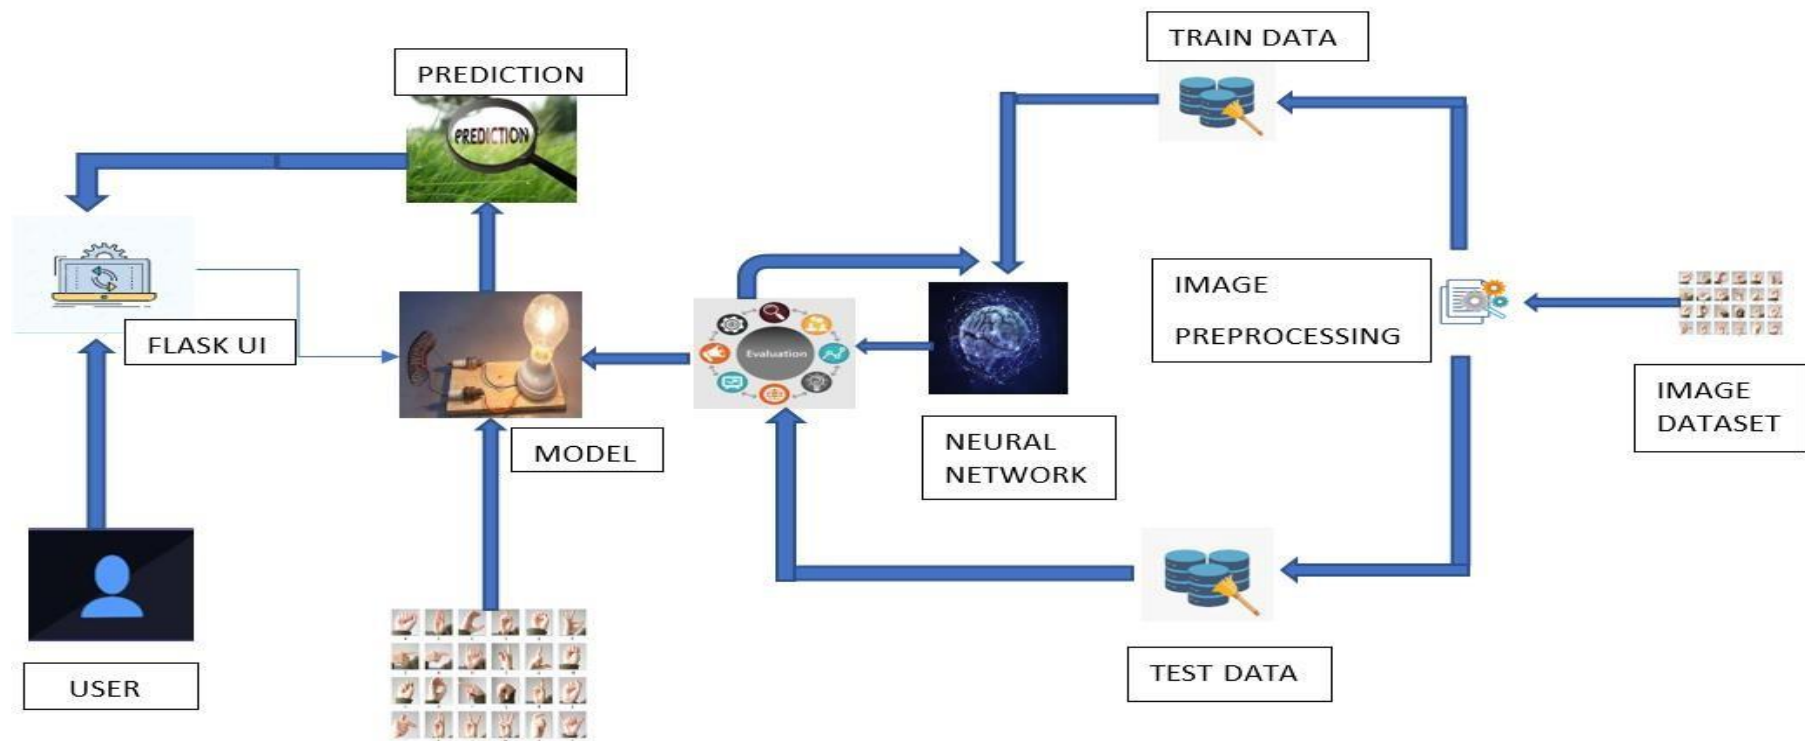 TRAIN DATA
PREDICTION
PREDICTION
IMAGE
PREPROCESSING
FLASK UI
Evaluation
IMAGE
DATASET
MODEL
NEURAL
NETWORK
USER
TEST DATA